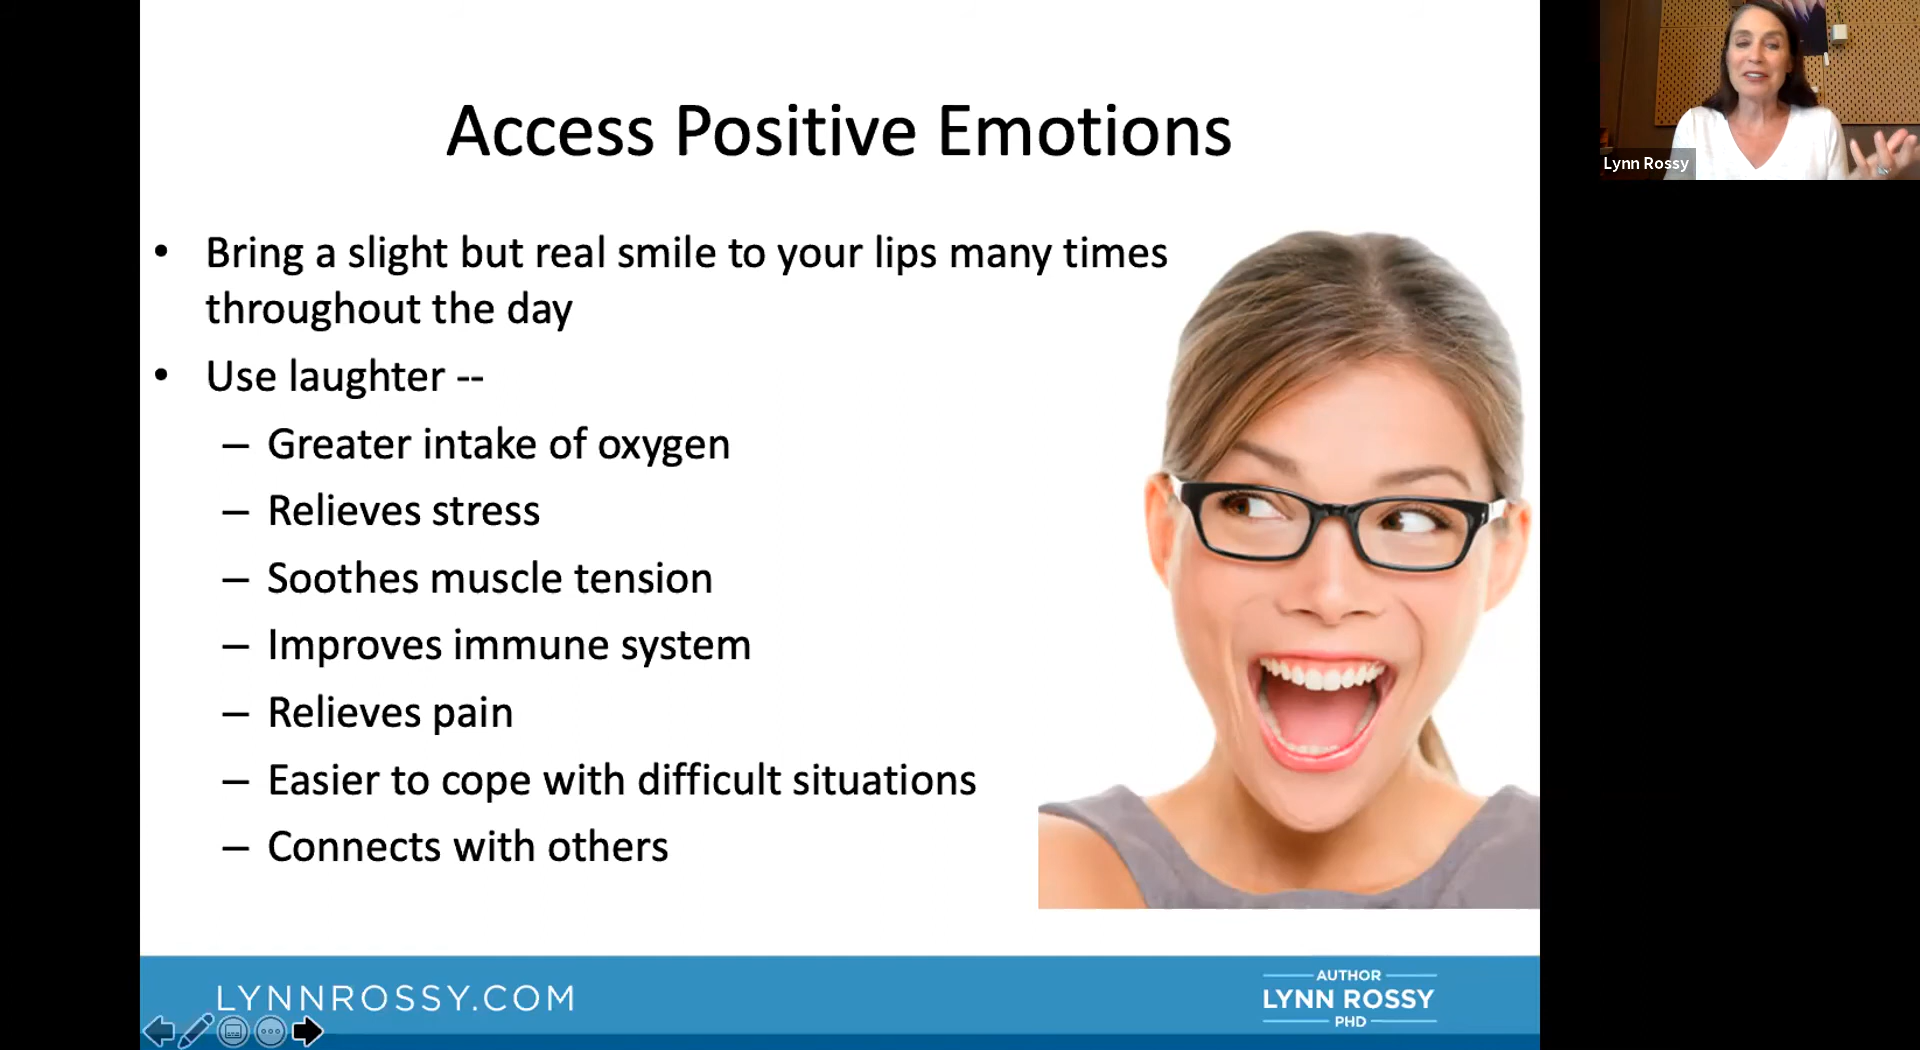 Access Positive Emotions
• Bring a slight but real smile to your lips many times
throughout the day
• Use laughter --
– Greater intake of oxygen
– Relieves stress
– Soothes muscle tension
– Improves immune system
– Relieves pain
– Easier to cope with difficult situations
– Connects with others
LYNNROSSY.COM
AUTHOR
LYNN ROSSY
PHD
Lynn Rossy